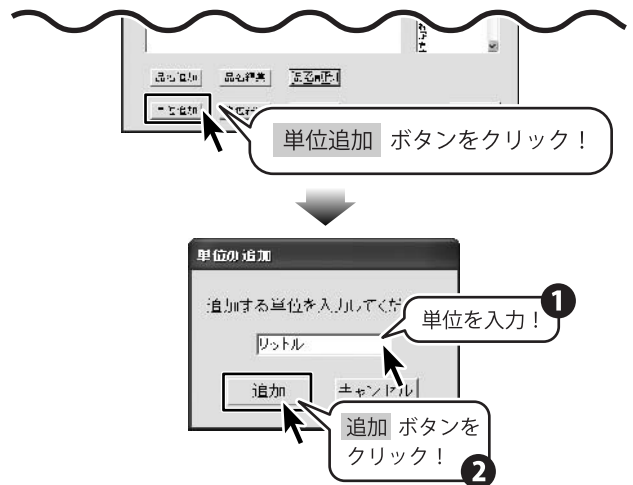 品名追加 品名編集 品名削除
単位追加
単位追加 ボタンをクリック！
単位の追加
追加する単位を入力してくだ
単位を入力！ 1
リットル
追加 キャンセル
追加 ボタンを
クリック！ 2